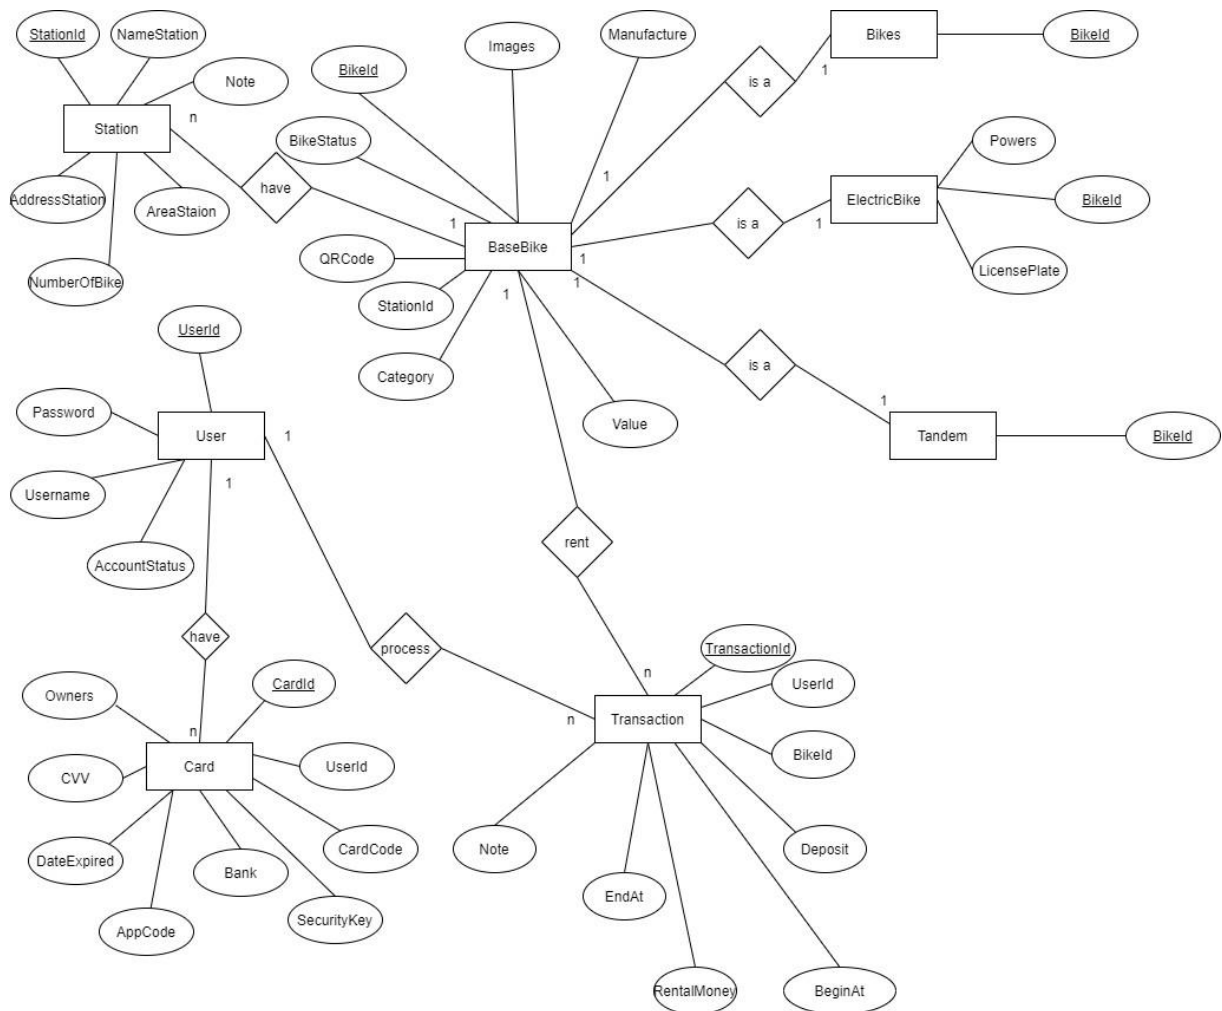 StationId
NameStation
Note
Station
n
AddressStation
AreaStaion
NumberOfBike
have
BikeId
Images
Manufacture
BikeStatus
QRCode
StationId
Category
Value
BaseBike
1
1
1
1
1
is a
1
Bikes
BikeId
is a
1
ElectricBike
Powers
BikeId
LicensePlate
is a
1
Tandem
BikeId
UserId
Password
User
1
1
Username
AccountStatus
have
n
rent
n
process
n
Owners
CardId
CVV
Card
UserId
DateExpired
Bank
CardCode
AppCode
SecurityKey
TransactionId
UserId
Transaction
BikeId
Note
Deposit
EndAt
RentalMoney
BeginAt